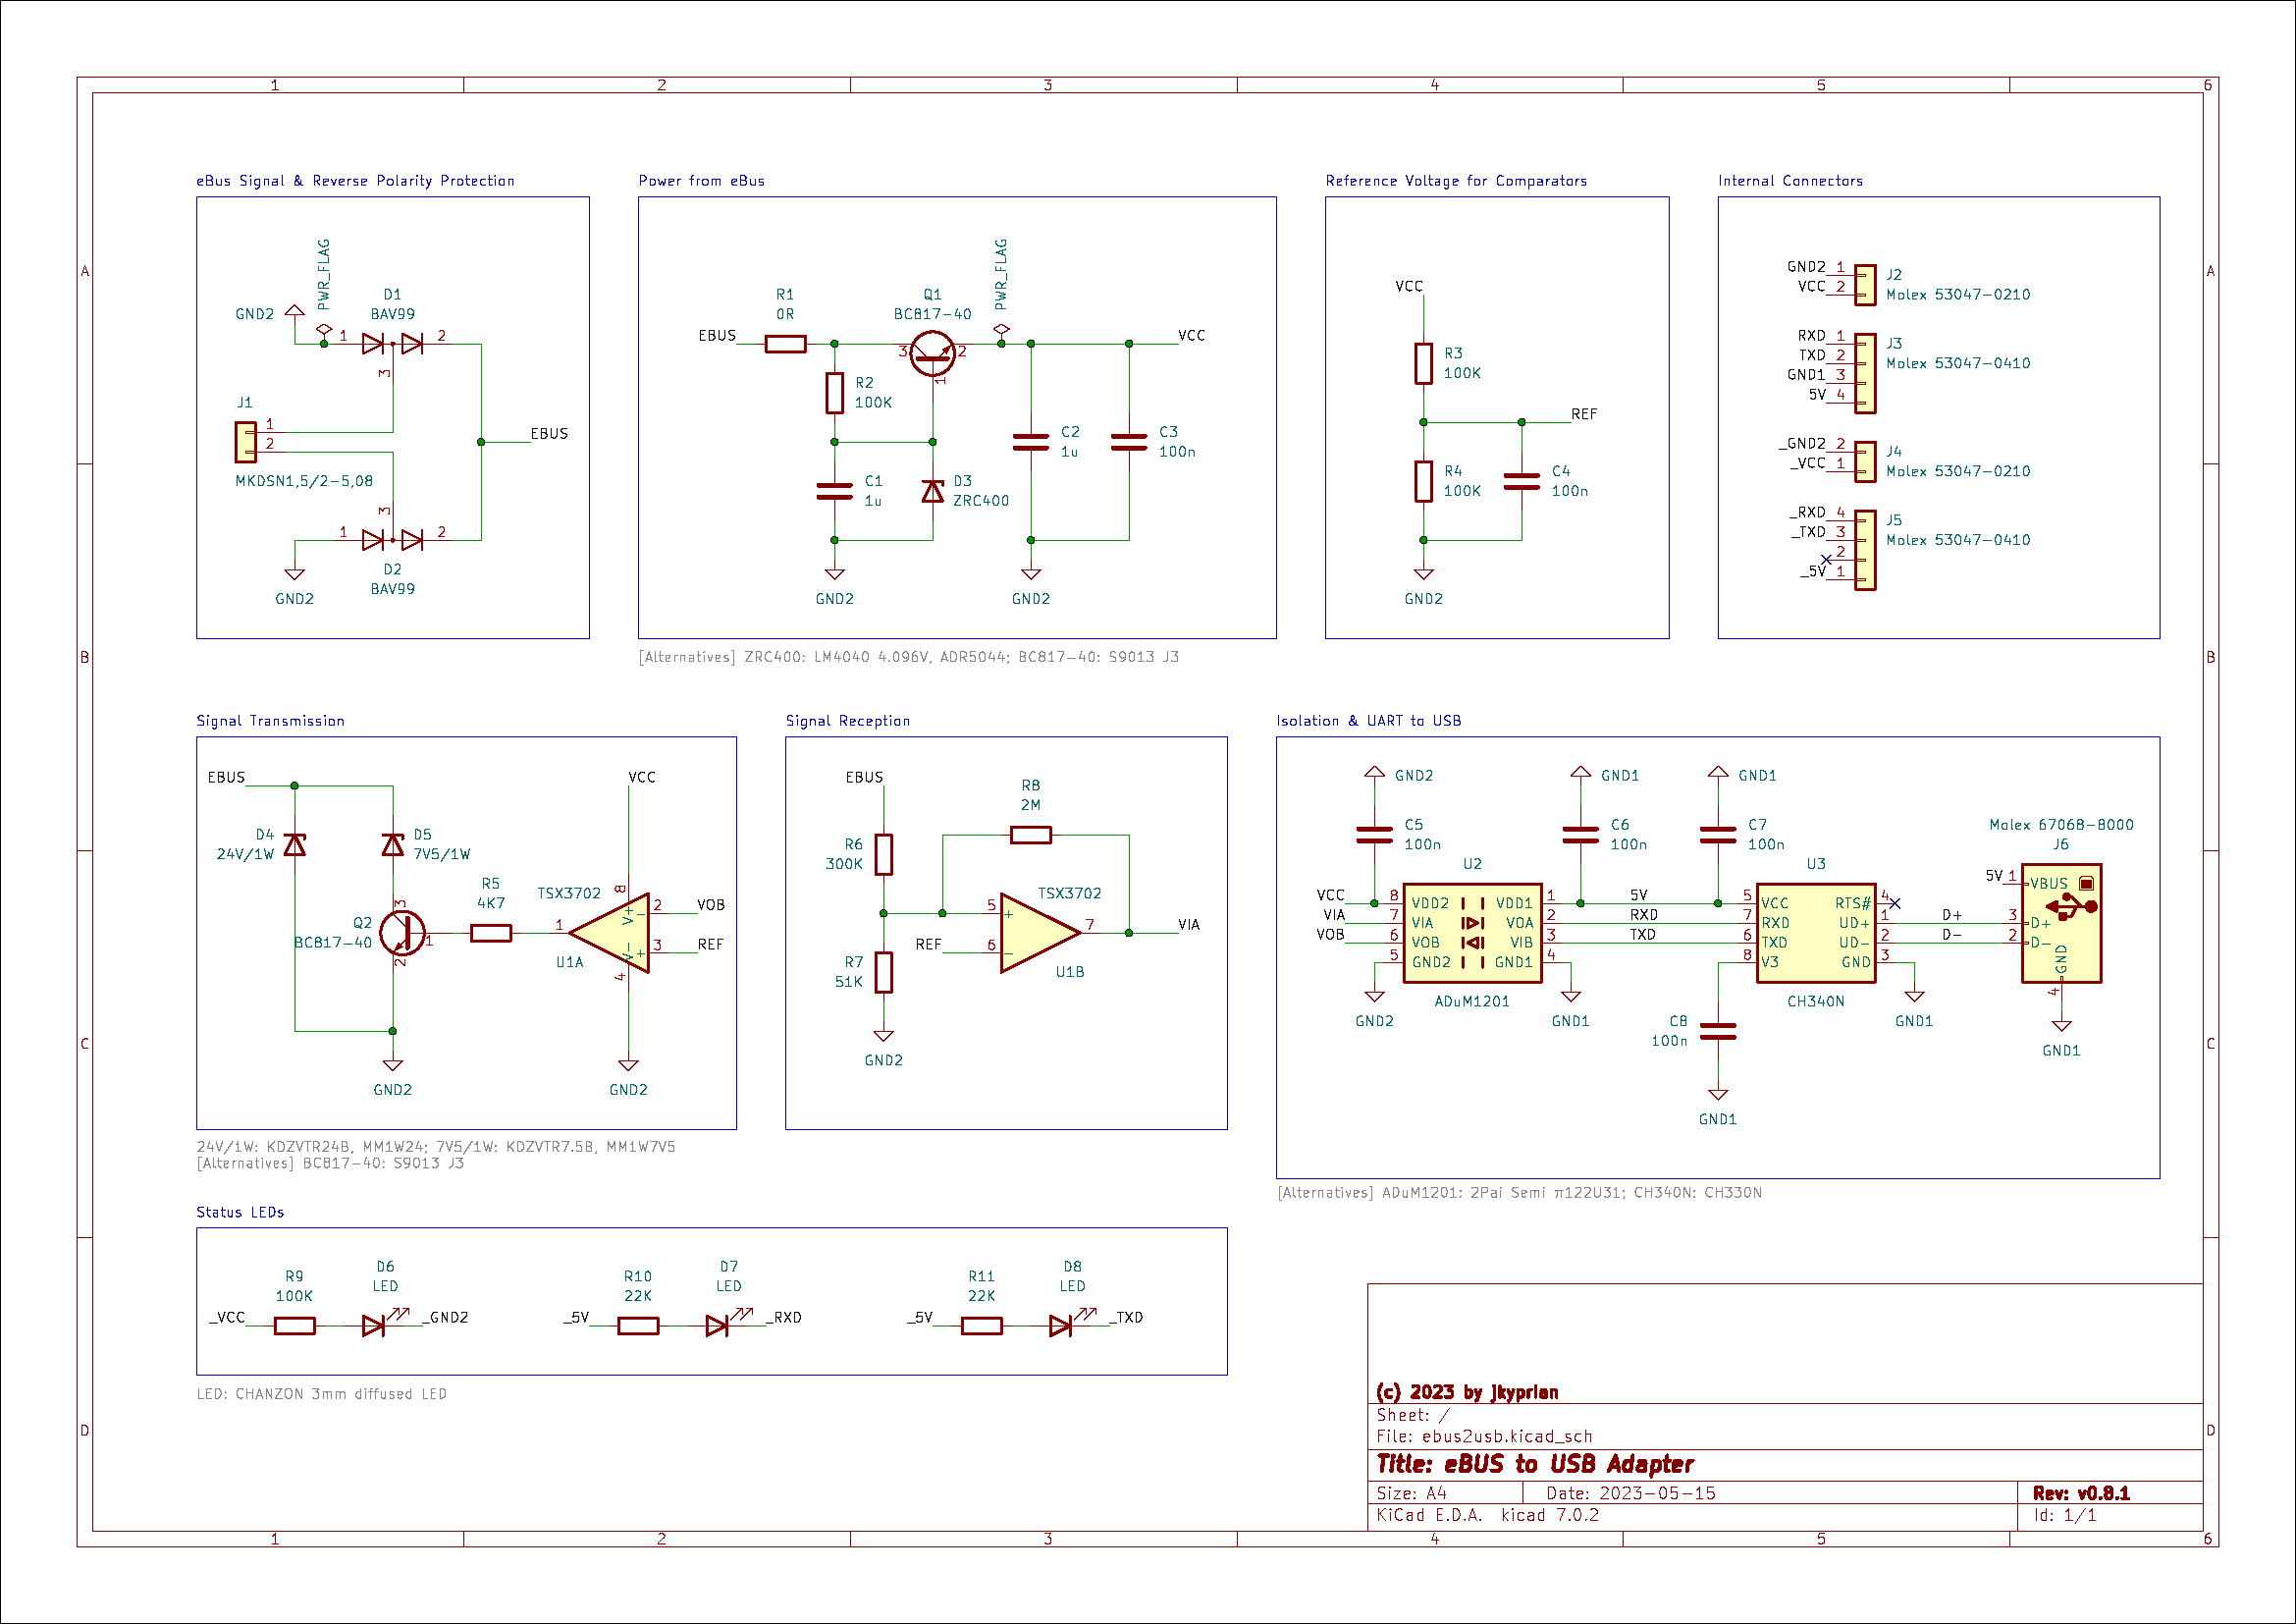 1 2 3 4 5 6
A
B
C
D
A
B
C
D
eBus Signal & Reverse Polarity Protection
PWR_FLAG
GND2
D1
BAV99
1 2
3
J1
1
2
EBUS
MKDSN1,5/2-5,08
3
1 2
D2
BAV99
GND2
Power from eBus
PWR_FLAG
R1
0R
Q1
BC817-40
EBUS
VCC
3 2
1
R2
100K
C2
1u
C3
100n
C1
1u
D3
ZRC400
GND2
GND2
[Alternatives] ZRC400: LM4040 4.096V, ADR5044; BC817-40: S9013 J3
Reference Voltage for Comparators
VCC
R3
100K
REF
R4
100K
C4
100n
GND2
Internal Connectors
GND2 1
VCC 2
J2
Molex 53047-0210
RXD 1
TXD 2
GND1 3
5V 4
J3
Molex 53047-0410
_GND2 2
_VCC 1
J4
Molex 53047-0210
_RXD 4
_TXD 3
2
_5V 1
J5
Molex 53047-0410
Signal Transmission
EBUS
VCC
D4
24V/1W
D5
7V5/1W
R5
4K7
TSX3702
8
V+
2 VOB
-
3 REF
+
V-
4
1
U1A
Q2
BC817-40
3
1
2
GND2
GND2
24V/1W: KDZVTR24B, MM1W24; 7V5/1W: KDZVTR7.5B, MM1W7V5
[Alternatives] BC817-40: S9013 J3
Signal Reception
EBUS
R8
2M
R6
300K
TSX3702
5 +
7 VIA
REF 6 -
U1B
R7
51K
GND2
Isolation & UART to USB
GND2
GND1
GND1
C5
100n
C6
100n
C7
100n
U2
U3
Molex 67068-8000
J6
VCC 8 VDD2 VDD1 1 5V 5 VCC RTS# 4
VIA 7 VIA VOA 2 RXD 7 RXD UD+ 1 D+ 3 D+
VOB 6 VOB VIB 3 TXD 6 TXD UD- 2 D- 2 D-
5 GND2 GND1 4 8 V3 GND 3
5V 1 VBUS
GND
4
ADuM1201
CH340N
GND2
GND1
GND1
GND1
C8
100n
GND1
[Alternatives] ADuM1201: 2Pai Semi π122U31; CH340N: CH330N
Status LEDs
R9
100K
D6
LED
_VCC
_GND2
R10
22K
D7
LED
_5V
_RXD
R11
22K
D8
LED
_5V
_TXD
LED: CHANZON 3mm diffused LED
(c) 2023 by jkyprian
Sheet: /
File: ebus2usb.kicad_sch
Title: eBUS to USB Adapter
Size: A4 Date: 2023-05-15 Rev: v0.8.1
KiCad E.D.A. kicad 7.0.2 Id: 1/1
1 2 3 4 5 6